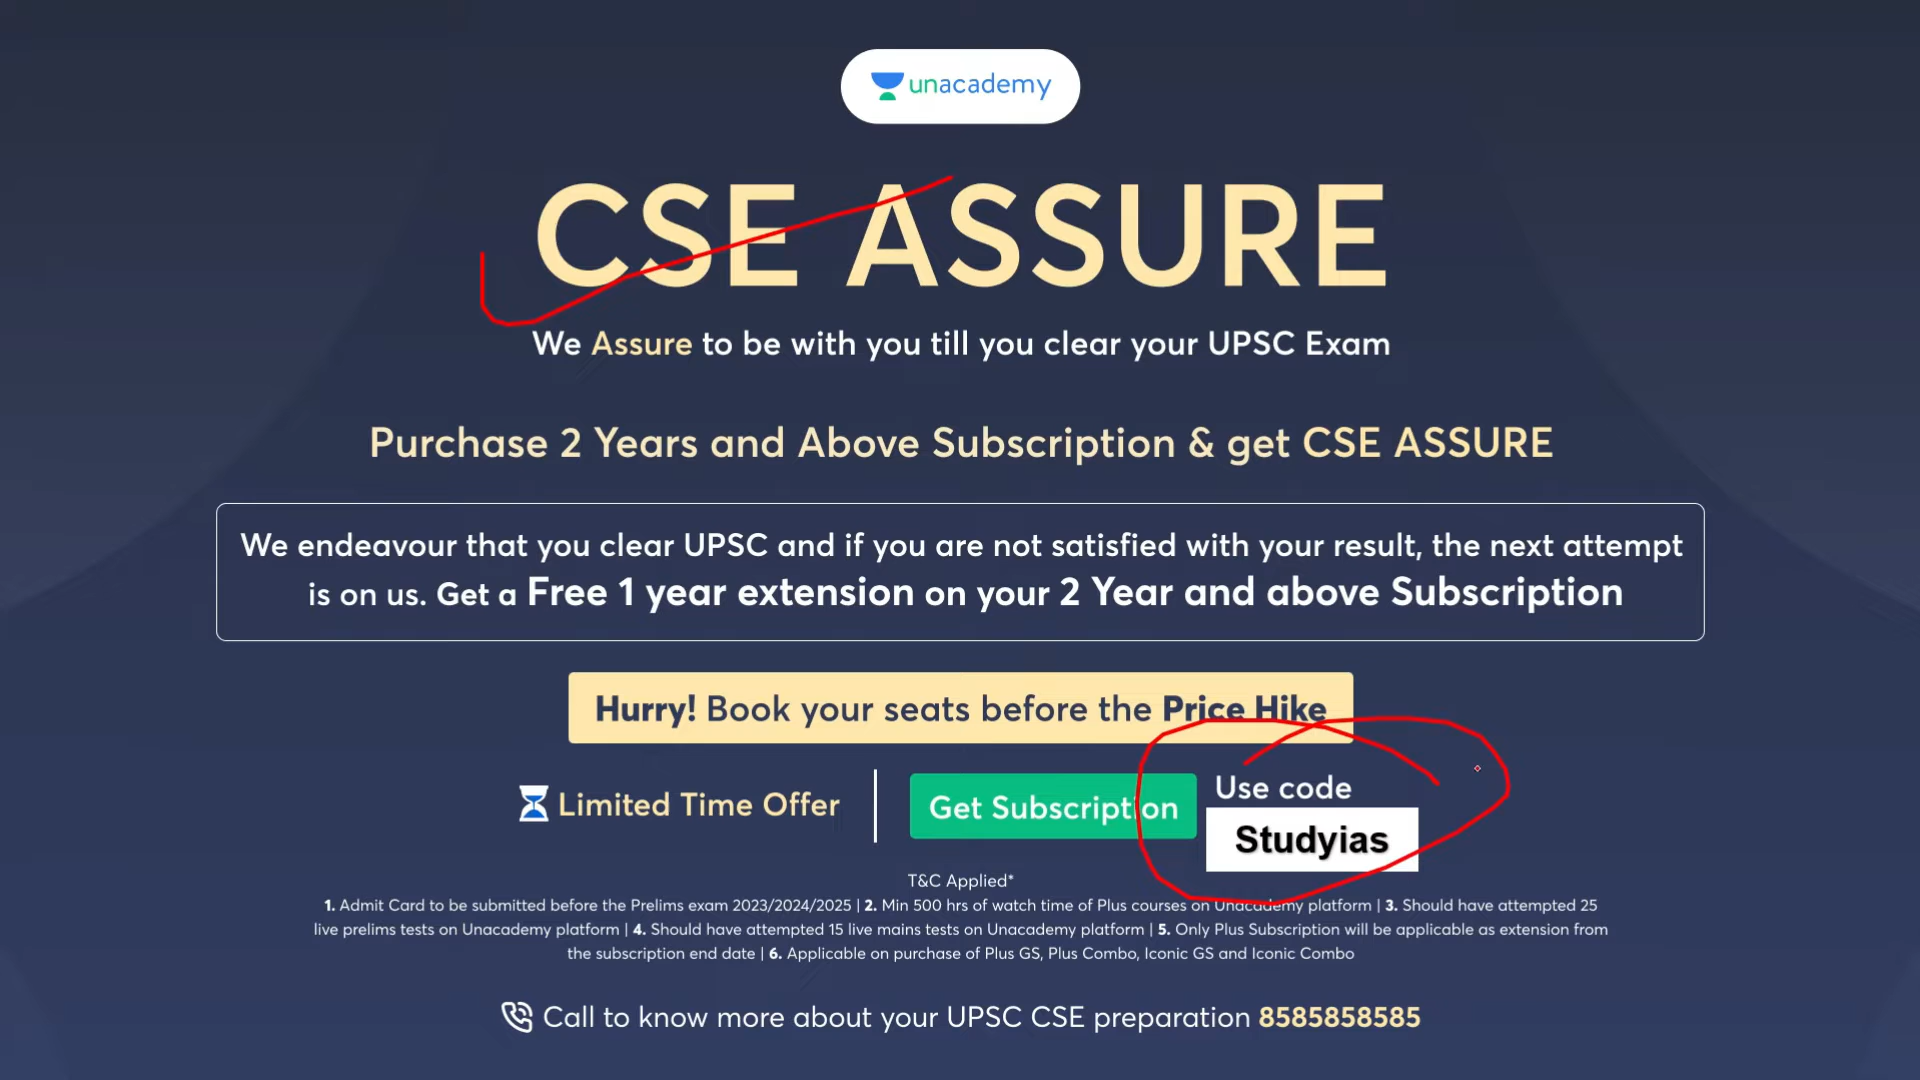 unacademy
CSE ASSURE
We Assure to be with you till you clear your UPSC Exam
Purchase 2 Years and Above Subscription & get CSE ASSURE
We endeavour that you clear UPSC and if you are not satisfied with your result, the next attempt
is on us. Get a Free 1 year extension on your 2 Year and above Subscription
Hurry! Book your seats before the Price Hike
Limited Time Offer
Get Subscription
Use code
Studyias
T&C Applied*
1. Admit Card to be submitted before the Prelims exam 2023/2024/2025 | 2. Min 500 hrs of watch time of Plus courses on Unacademy platform | 3. Should have attempted 25
live prelims tests on Unacademy platform | 4. Should have attempted 15 live mains tests on Unacademy platform | 5. Only Plus Subscription will be applicable as extension from
the subscription end date | 6. Applicable on purchase of Plus GS, Plus Combo, Iconic GS and Iconic Combo
Call to know more about your UPSC CSE preparation 8585858585